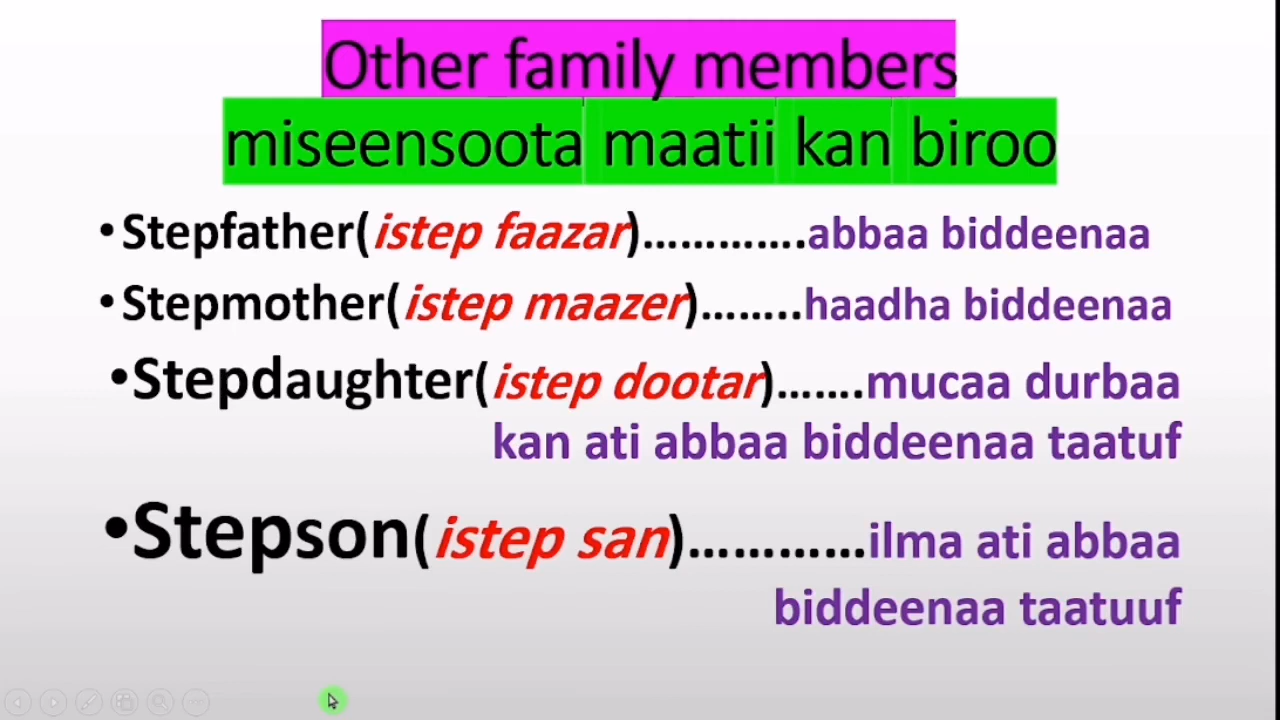 Other family members
miseensoota maatii kan biroo
•Stepfather(istep faazar)………….abbaa biddeenaa
•Stepmother(istep maazer)……..haadha biddeenaa
•Stepdaughter(istep dootar)…….mucaa durbaa
kan ati abbaa biddeenaa taatuf
•Stepson(istep san)…………ilma ati abbaa
biddeenaa taatuuf